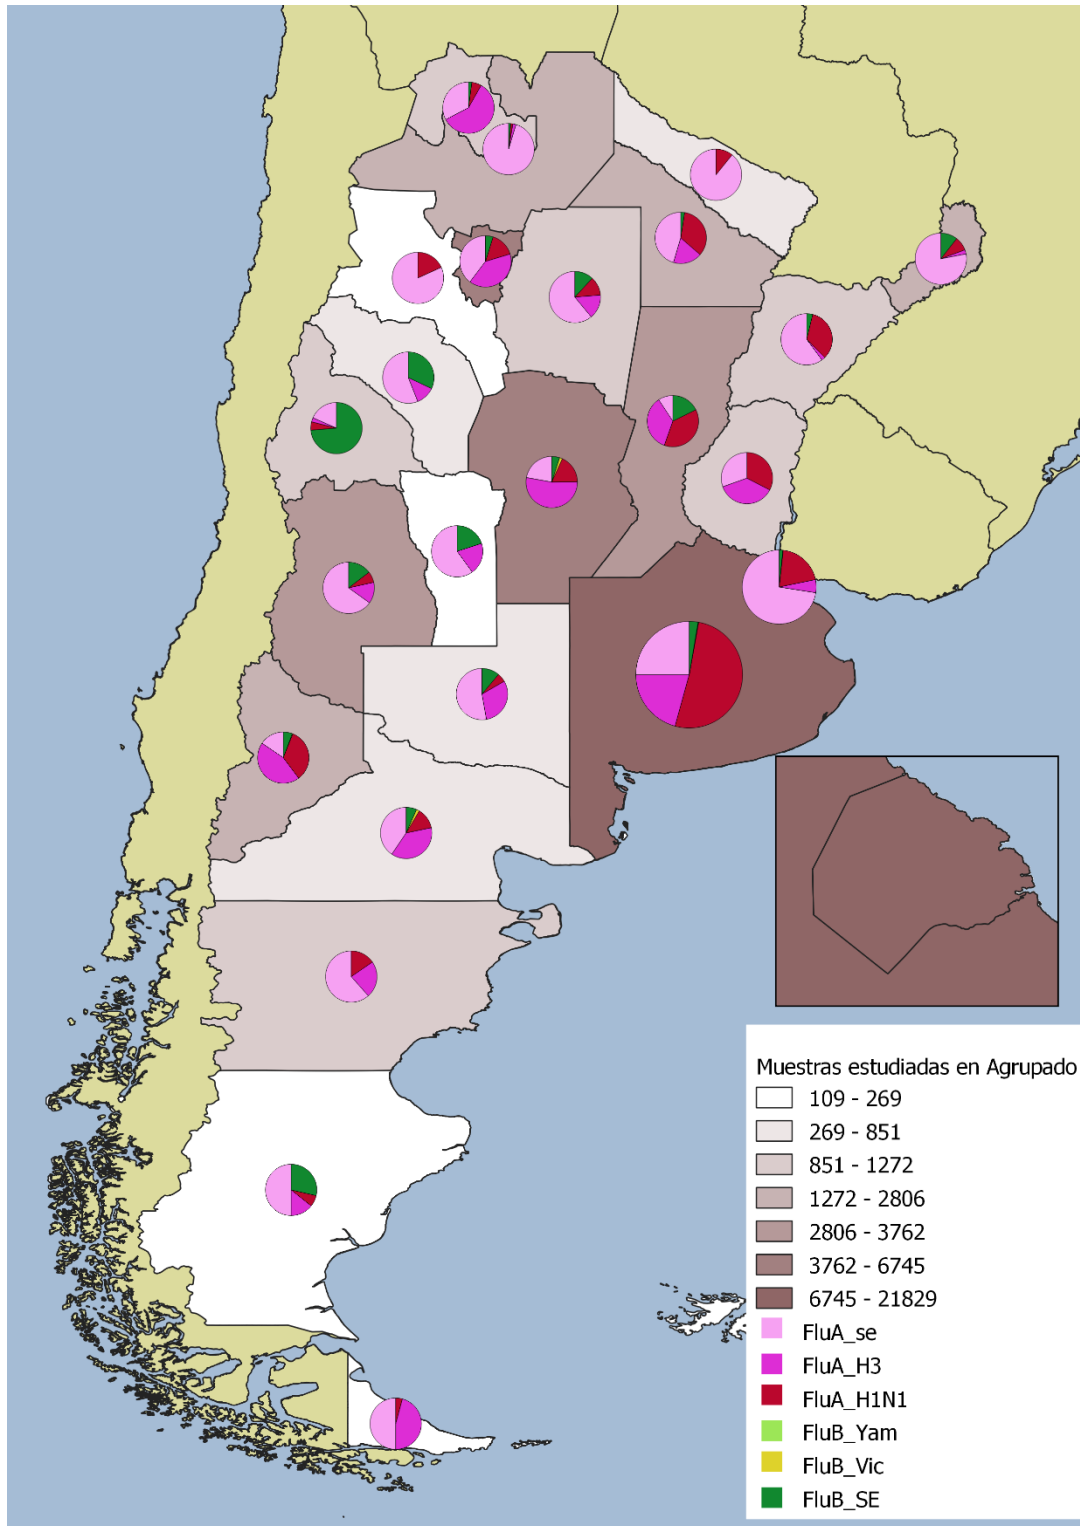 Muestras estudiadas en Agrupado
109 - 269
269 - 851
851 - 1272
1272 - 2806
2806 - 3762
3762 - 6745
6745 - 21829
FluA_se
FluA_H3
FluA_H1N1
FluB_Yam
FluB_Vic
FluB_SE